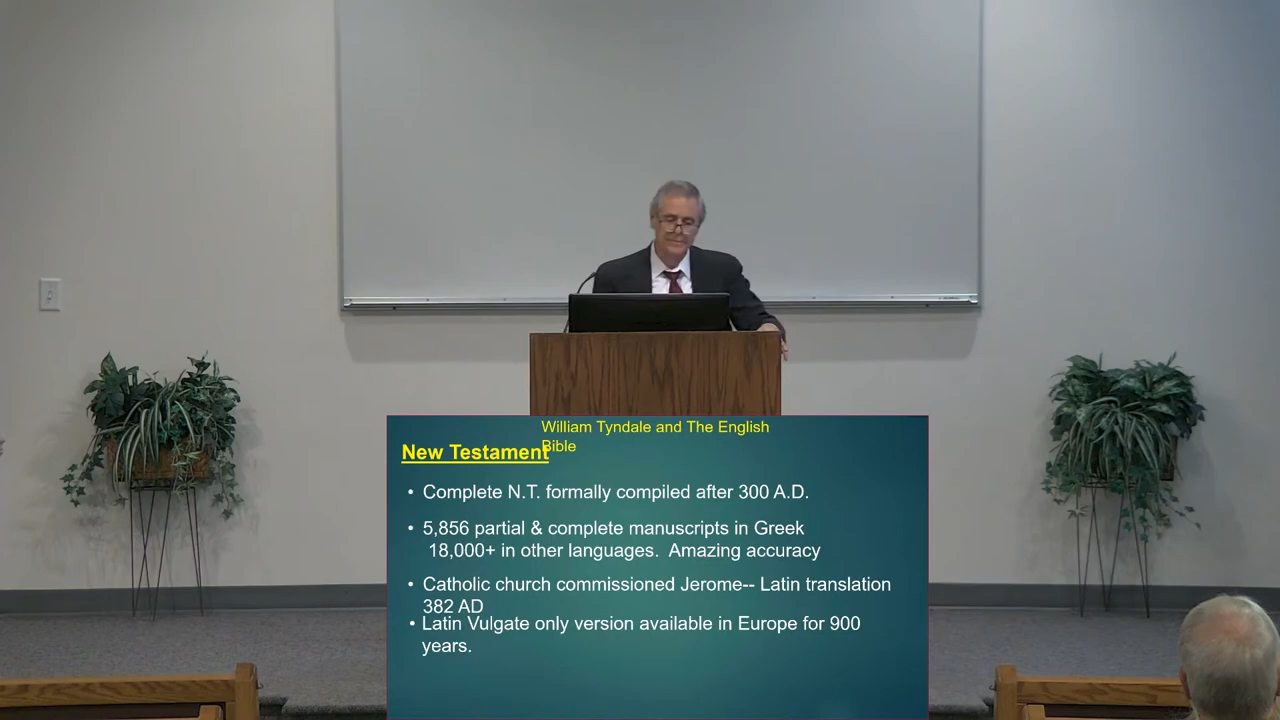 William Tyndale and The English
Bible
New Testament
• Complete N.T. formally compiled after 300 A.D.
• 5,856 partial & complete manuscripts in Greek
18,000+ in other languages.  Amazing accuracy
• Catholic church commissioned Jerome-- Latin translation
382 AD
• Latin Vulgate only version available in Europe for 900
years.